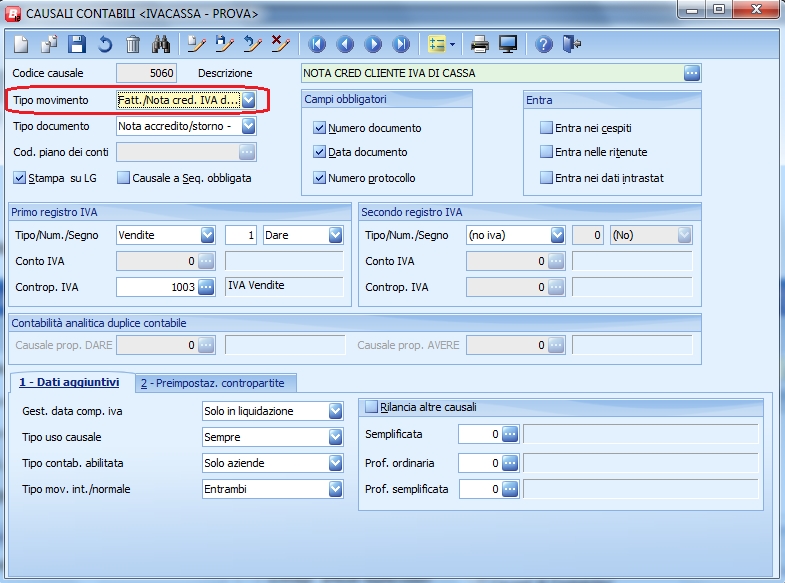 CAUSALI CONTABILI <IVACASSA - PROVA>
Codice causale 5060 Descrizione NOTA CRED CLIENTE IVA DI CASSA
Tipo movimento Fatt./Nota cred. IVA d... Campi obbligatori Entra
Tipo documento Nota accredito/storno - Numero documento Entra nei cespiti
Cod. piano dei conti Data documento Entra nelle ritenute
Stampa su LG Causale a Seq. obbligata Numero protocollo Entra nei dati intrastat
Primo registro IVA Secondo registro IVA
Tipo/Num./Segno Vendite 1 Dare Tipo/Num./Segno (no iva) 0 (No)
Conto IVA 0 Conto IVA 0
Controp. IVA 1003 IVA Vendite Controp. IVA 0
Contabilità analitica duplice contabile
Causale prop. DARE 0 Causale prop. AVERE 0
1 - Dati aggiuntivi 2 - Preimpostaz. contropartite
Gest. data comp. iva Solo in liquidazione Rilancia altre causali
Tipo uso causale Sempre Semplificata 0
Tipo contab. abilitata Solo aziende Prof. ordinaria 0
Tipo mov. int./normale Entrambi Prof. semplificata 0